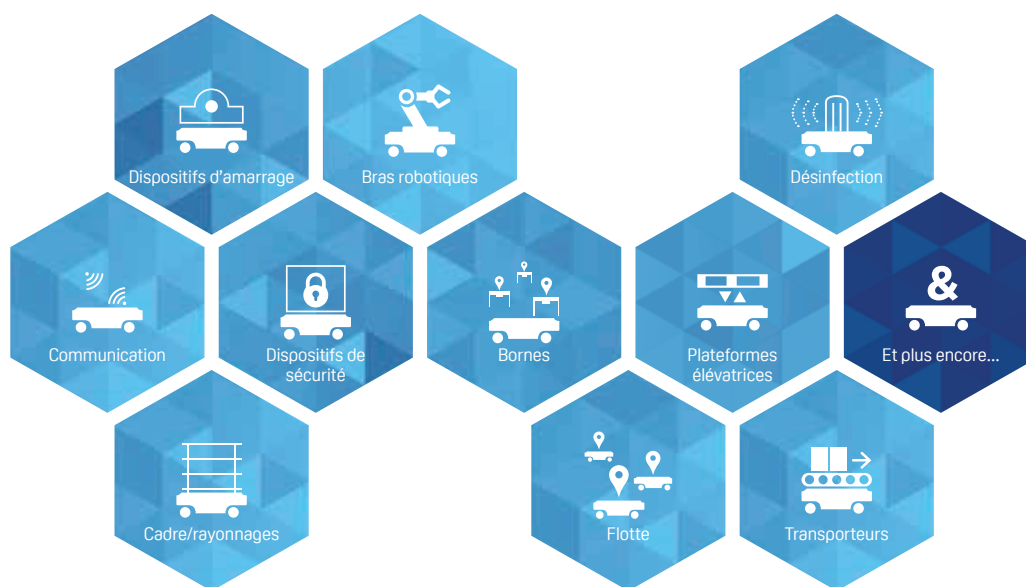 Dispositifs d'amarrage
Bras robotiques
Désinfection
Communication
Dispositifs de
sécurité
Bornes
Plateformes
élévatrices
&
Et plus encore...
Cadre/rayonnages
Flotte
Transporteurs